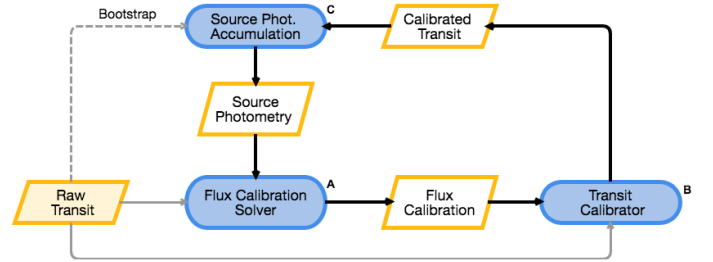 Bootstrap
Source Phot.
Accumulation
C
Calibrated
Transit
Source
Photometry
Raw
Transit
Flux Calibration
Solver
A
Flux
Calibration
Transit
Calibrator
B